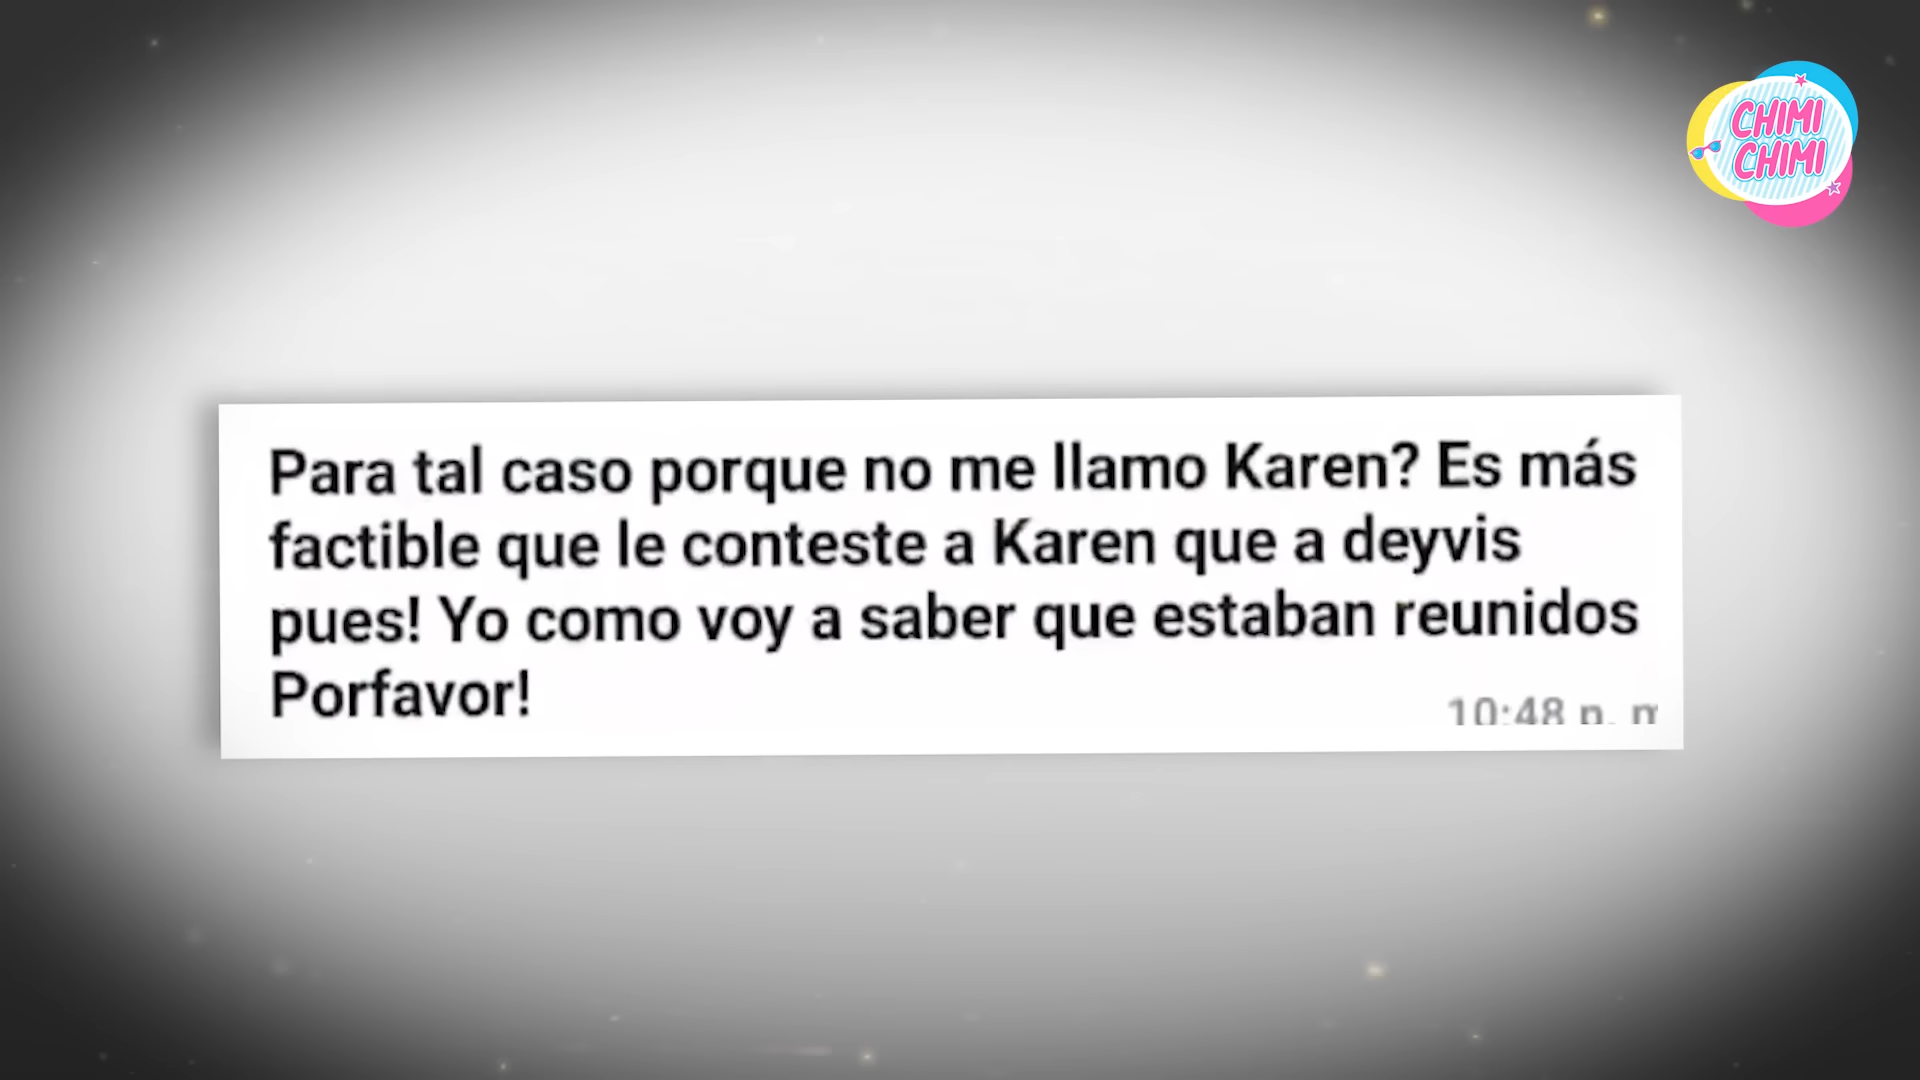 CHIMI
CHIMI
Para tal caso porque no me llamo Karen? Es más
factible que le conteste a Karen que a deyvis
pues! Yo como voy a saber que estaban reunidos
Porfavor!
10:48 p. m